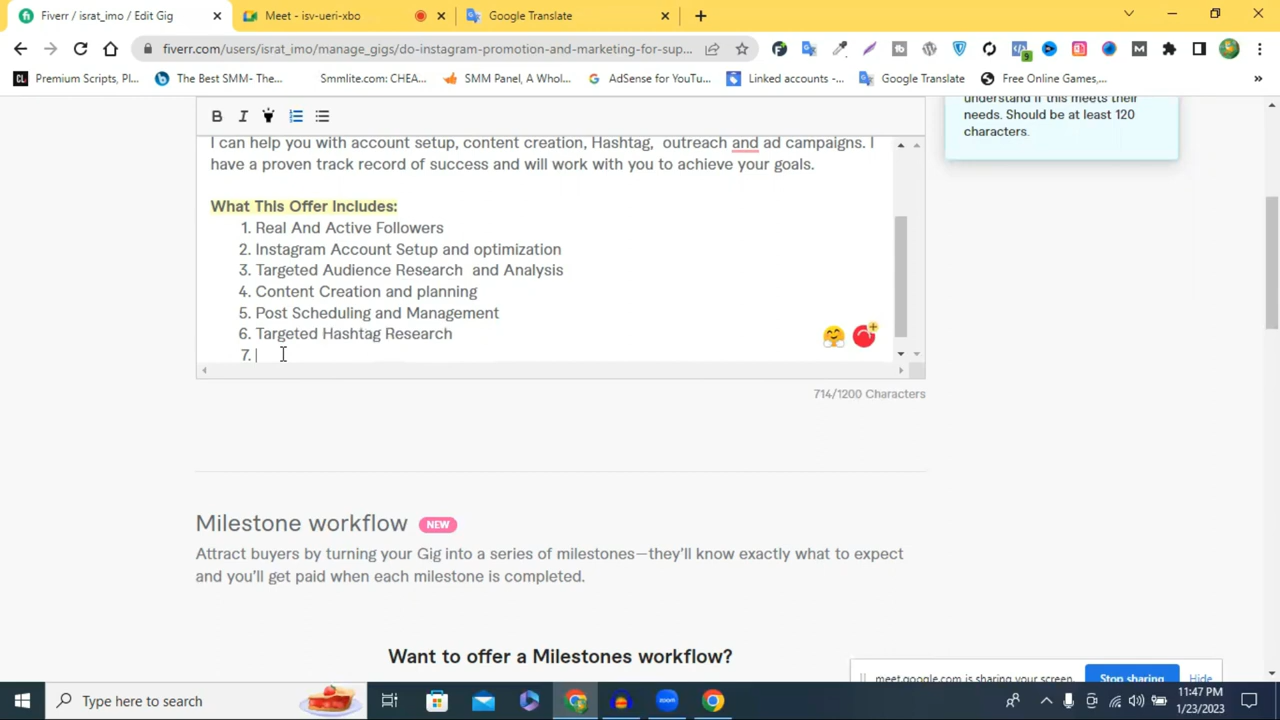 Fiverr / israt_imo / Edit Gig
Meet - isv-ueri-xbo
Google Translate
fiverr.com/users/israt_imo/manage_gigs/do-instagram-promotion-and-marketing-for-sup...
Premium Scripts, Pl...
The Best SMM- The...
Smmlite.com: CHEA...
SMM Panel, A Whol...
AdSense for YouTu...
Linked accounts -...
Google Translate
Free Online Games,...
understand if this meets their
needs. Should be at least 120
characters.
I can help you with account setup, content creation, Hashtag,  outreach and ad campaigns. I
have a proven track record of success and will work with you to achieve your goals.
What This Offer Includes:
1. Real And Active Followers
2. Instagram Account Setup and optimization
3. Targeted Audience Research  and Analysis
4. Content Creation and planning
5. Post Scheduling and Management
6. Targeted Hashtag Research
7.
714/1200 Characters
Milestone workflow NEW
Attract buyers by turning your Gig into a series of milestones—they'll know exactly what to expect
and you'll get paid when each milestone is completed.
Want to offer a Milestones workflow?
meet.google.com is sharing your screen. Stop sharing Hide
Type here to search
11:47 PM
1/23/2023